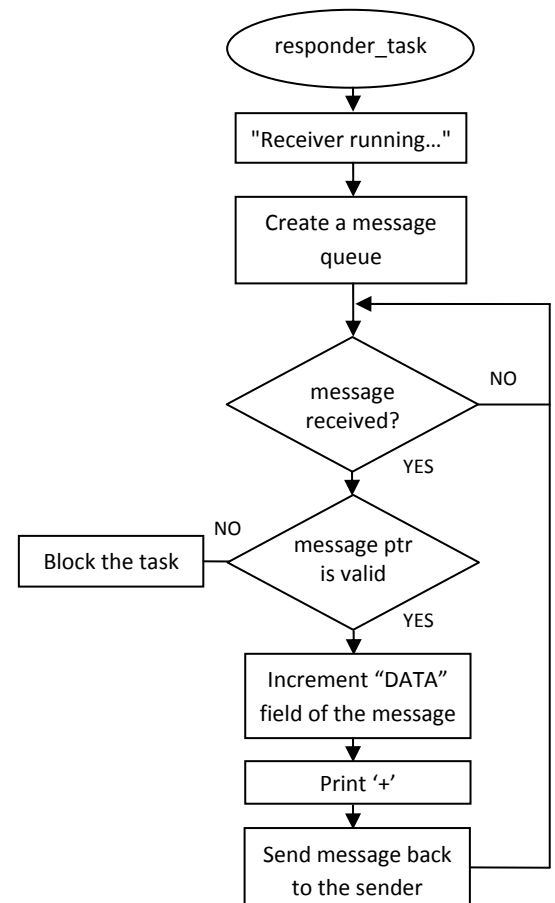 responder_task
"Receiver running…"
Create a message
queue
message
received?
NO
YES
message ptr
is valid
NO
Block the task
YES
Increment “DATA”
field of the message
Print ‘+’
Send message back
to the sender